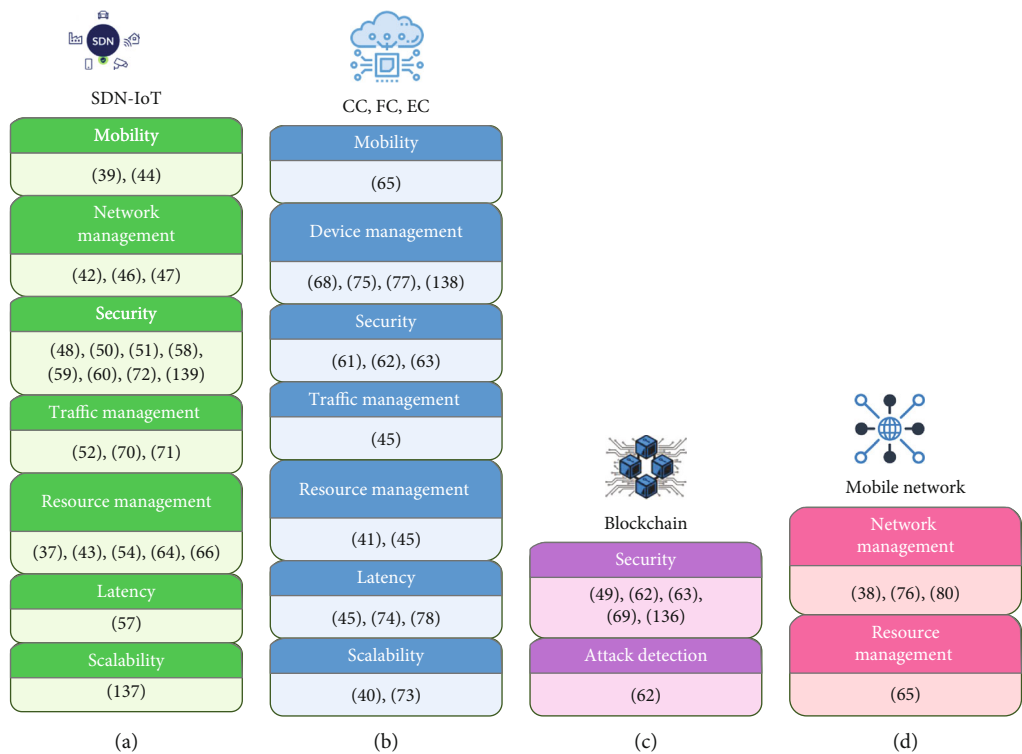 SDN
SDN-IoT
Mobility
(39), (44)
Network
management
(42), (46), (47)
Security
(48), (50), (51), (58),
(59), (60), (72), (139)
Traffic management
(52), (70), (71)
Resource management
(37), (43), (54), (64), (66)
Latency
(57)
Scalability
(137)
(a)
CC, FC, EC
Mobility
(65)
Device management
(68), (75), (77), (138)
Security
(61), (62), (63)
Traffic management
(45)
Resource management
(41), (45)
Latency
(45), (74), (78)
Scalability
(40), (73)
(b)
Blockchain
Security
(49), (62), (63),
(69), (136)
Attack detection
(62)
(c)
Mobile network
Network
management
(38), (76), (80)
Resource
management
(65)
(d)